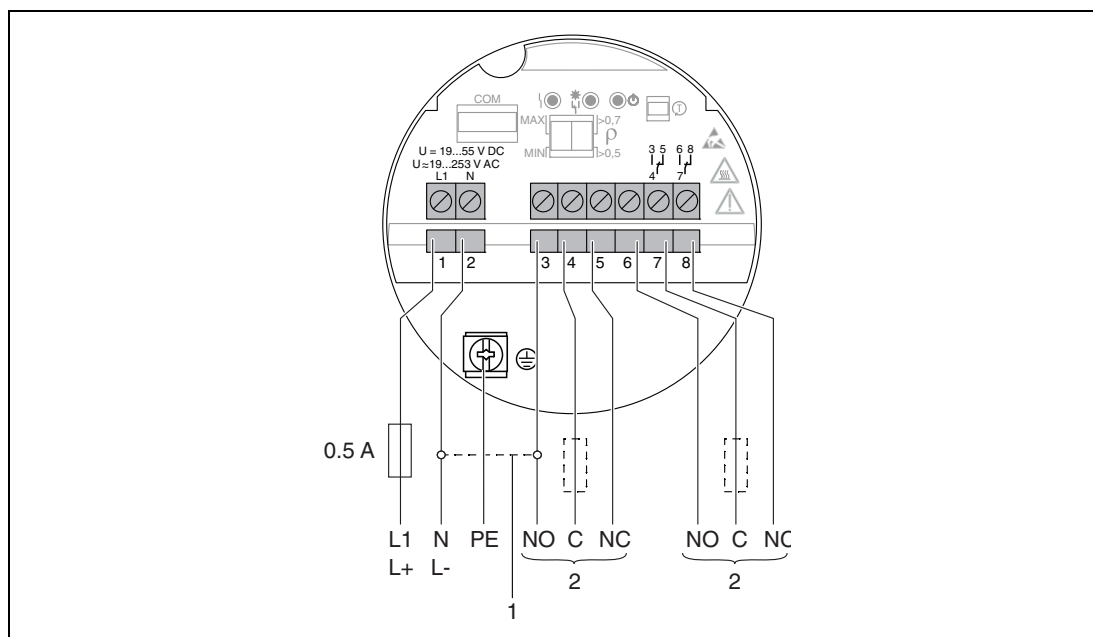 COM
MAX >0,7
ρ
MIN >0,5
U = 19...55 V DC
U≈19...253 V AC
L1 N
3 5 6 8
4 7
1 2 3 4 5 6 7 8
0.5 A
L1 N PE NO C NC NO C NC
L+ L-
2 2
1